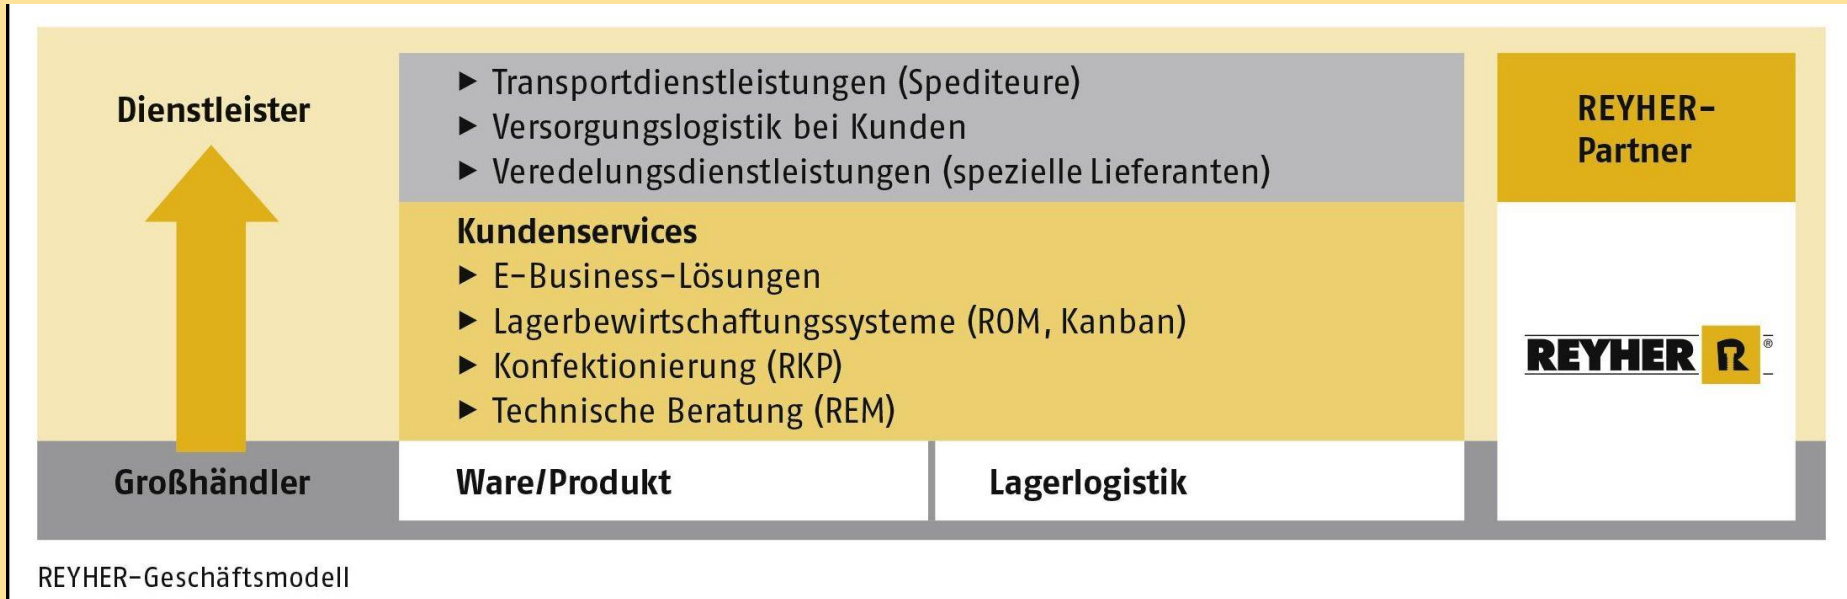 Dienstleister
► Transportdienstleistungen (Spediteure)
► Versorgungslogistik bei Kunden
► Veredelungsdienstleistungen (spezielle Lieferanten)
REYHER-
Partner
Kundenservices
► E-Business-Lösungen
► Lagerbewirtschaftungssysteme (ROM, Kanban)
► Konfektionierung (RKP)
► Technische Beratung (REM)
REYHER R ®
Großhändler
Ware/Produkt
Lagerlogistik
REYHER-Geschäftsmodell